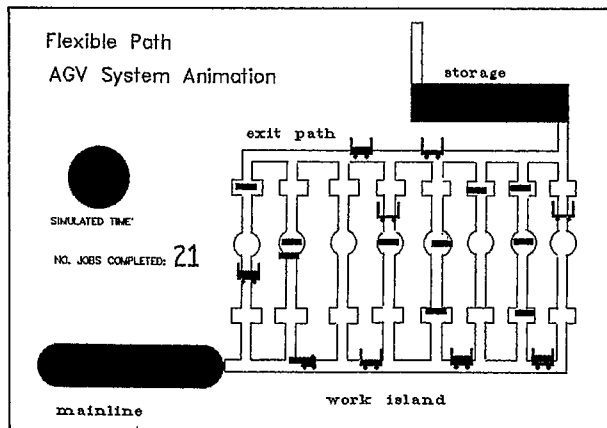 Flexible Path
AGV System Animation
storage
exit path
SIMULATED TIME'
NO. JOBS COMPLETED: 21
work island
mainline